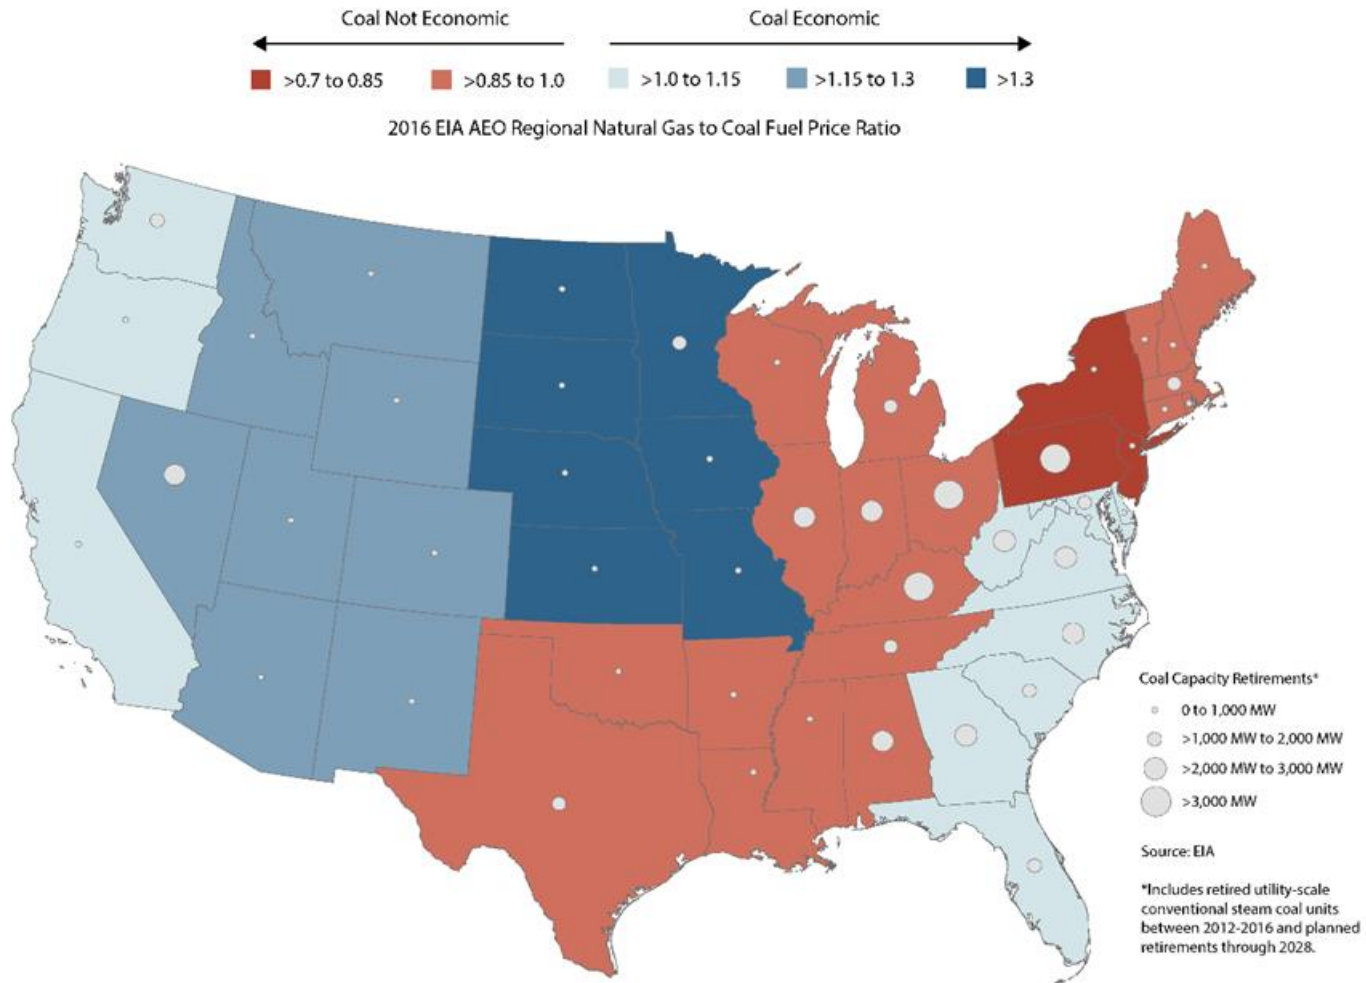 Coal Not Economic
Coal Economic
>0.7 to 0.85
>0.85 to 1.0
>1.0 to 1.15
>1.15 to 1.3
>1.3
2016 EIA AEO Regional Natural Gas to Coal Fuel Price Ratio
Coal Capacity Retirements*
0 to 1,000 MW
>1,000 MW to 2,000 MW
>2,000 MW to 3,000 MW
>3,000 MW
Source: EIA
*Includes retired utility-scale
conventional steam coal units
between 2012-2016 and planned
retirements through 2028.